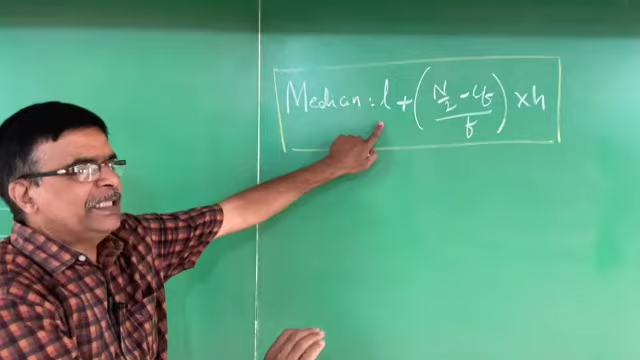 Median : l + ( (N/2 - cf) / f ) × h